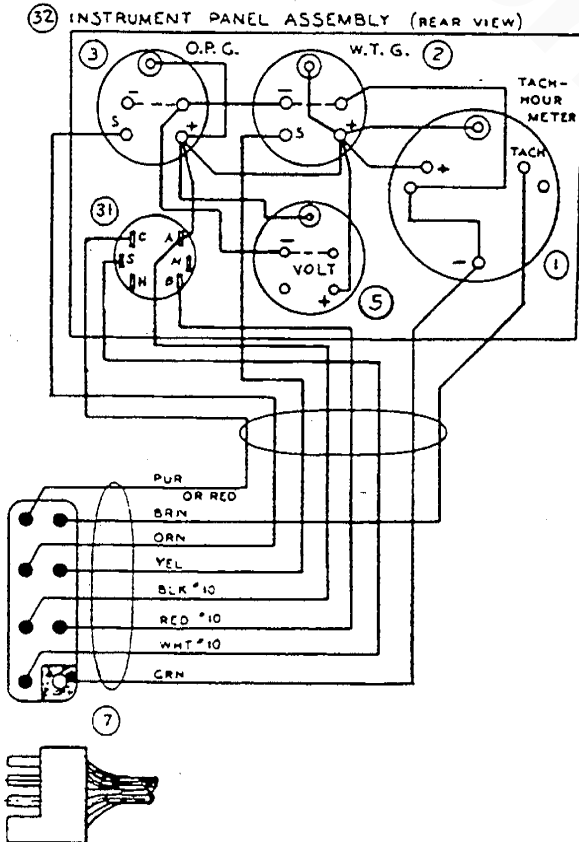 32 INSTRUMENT PANEL ASSEMBLY (REAR VIEW)
3 O.P.G. W.T.G. 2
TACH-
HOUR
METER
- - +
S + S + TACH
31
C A
S M
H B
- VOLT +
5
- 1
PUR
OR RED
BRN
ORN
YEL
BLK #10
RED #10
WHT #10
GRN
7